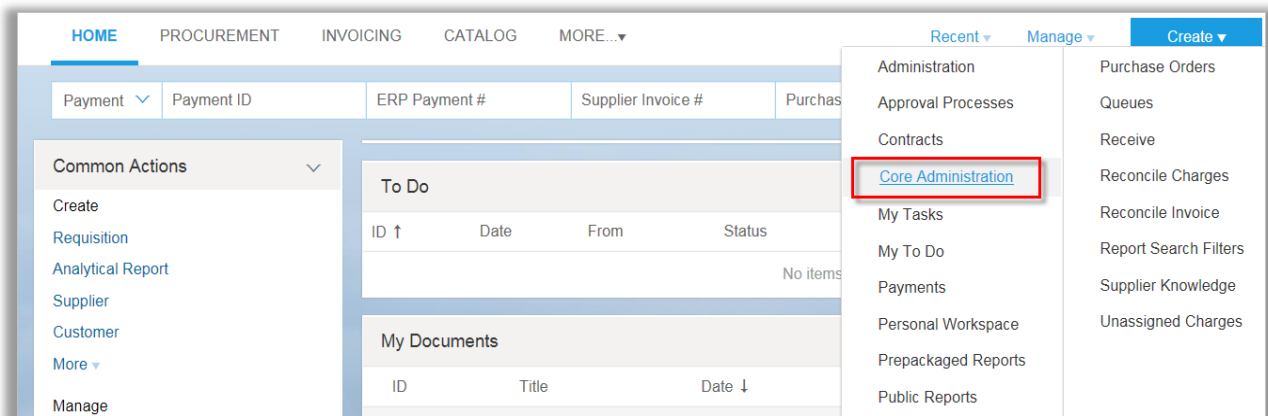 HOME PROCUREMENT INVOICING CATALOG MORE...▾ Recent ▾ Manage ▾ Create ▾
Payment Payment ID ERP Payment # Supplier Invoice # Purchas
Common Actions
Create
Requisition
Analytical Report
Supplier
Customer
More ▾
Manage
To Do
ID ↑ Date From Status
No items
My Documents
ID Title Date ↓
Administration
Approval Processes
Contracts
Core Administration
My Tasks
My To Do
Payments
Personal Workspace
Prepackaged Reports
Public Reports
Purchase Orders
Queues
Receive
Reconcile Charges
Reconcile Invoice
Report Search Filters
Supplier Knowledge
Unassigned Charges